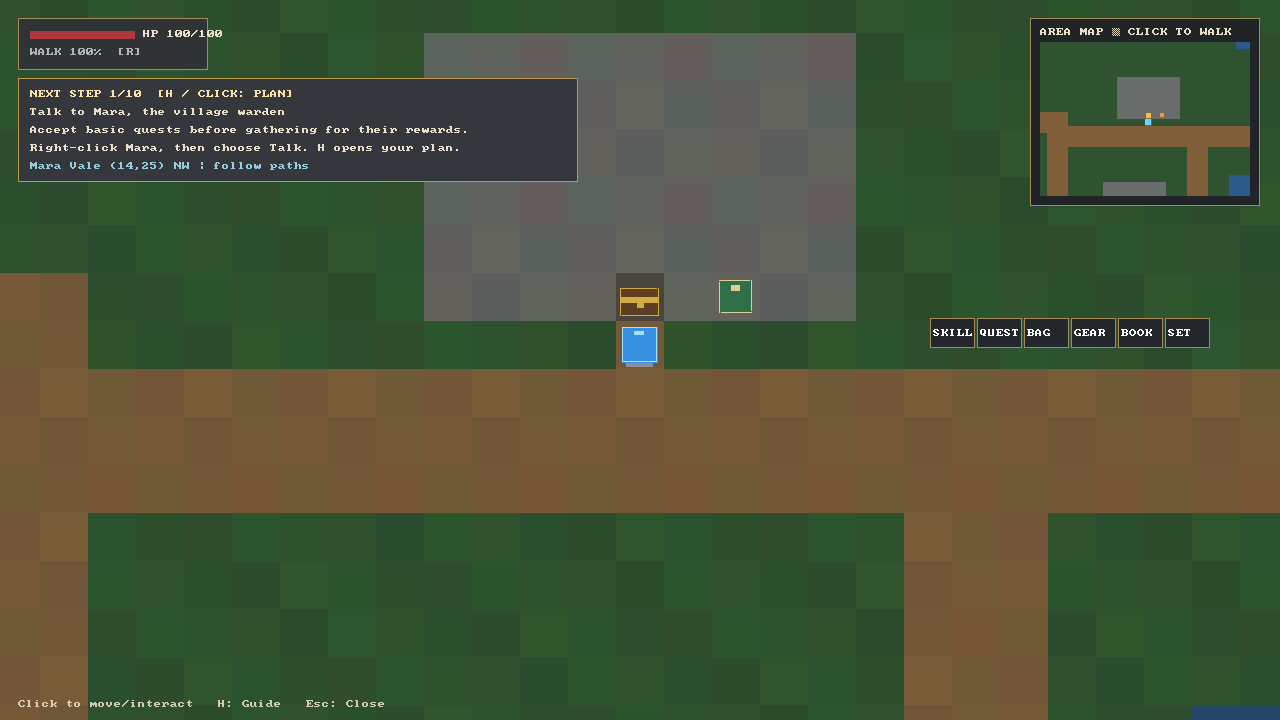 HP 100/100
WALK 100% [R]
NEXT STEP 1/10 [H / CLICK: PLAN]
Talk to Mara, the village warden
Accept basic quests before gathering for their rewards.
Right-click Mara, then choose Talk. H opens your plan.
Mara Vale (14,25) NW ¦ follow paths
AREA MAP ▒ CLICK TO WALK
SKILL QUEST BAG GEAR BOOK SET
Click to move/interact H: Guide Esc: Close